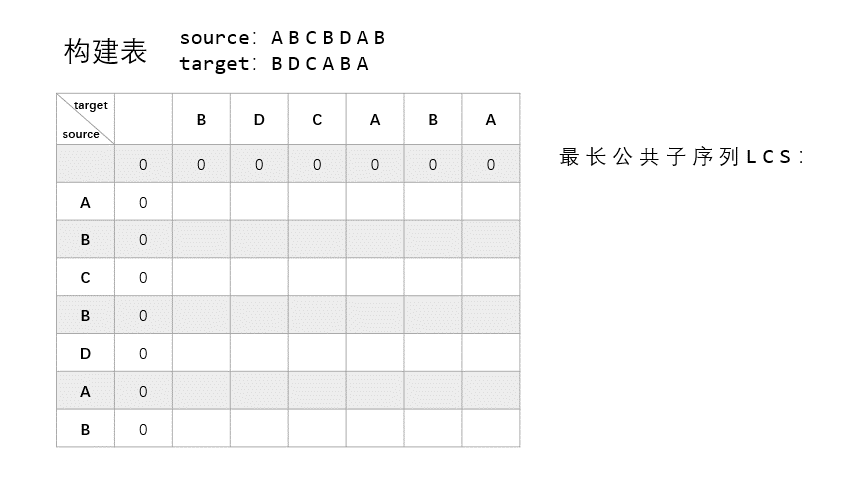 构建表
source: A B C B D A B
target: B D C A B A
target
source
B D C A B A
0 0 0 0 0 0 0
A 0
B 0
C 0
B 0
D 0
A 0
B 0
最长公共子序列LCS: